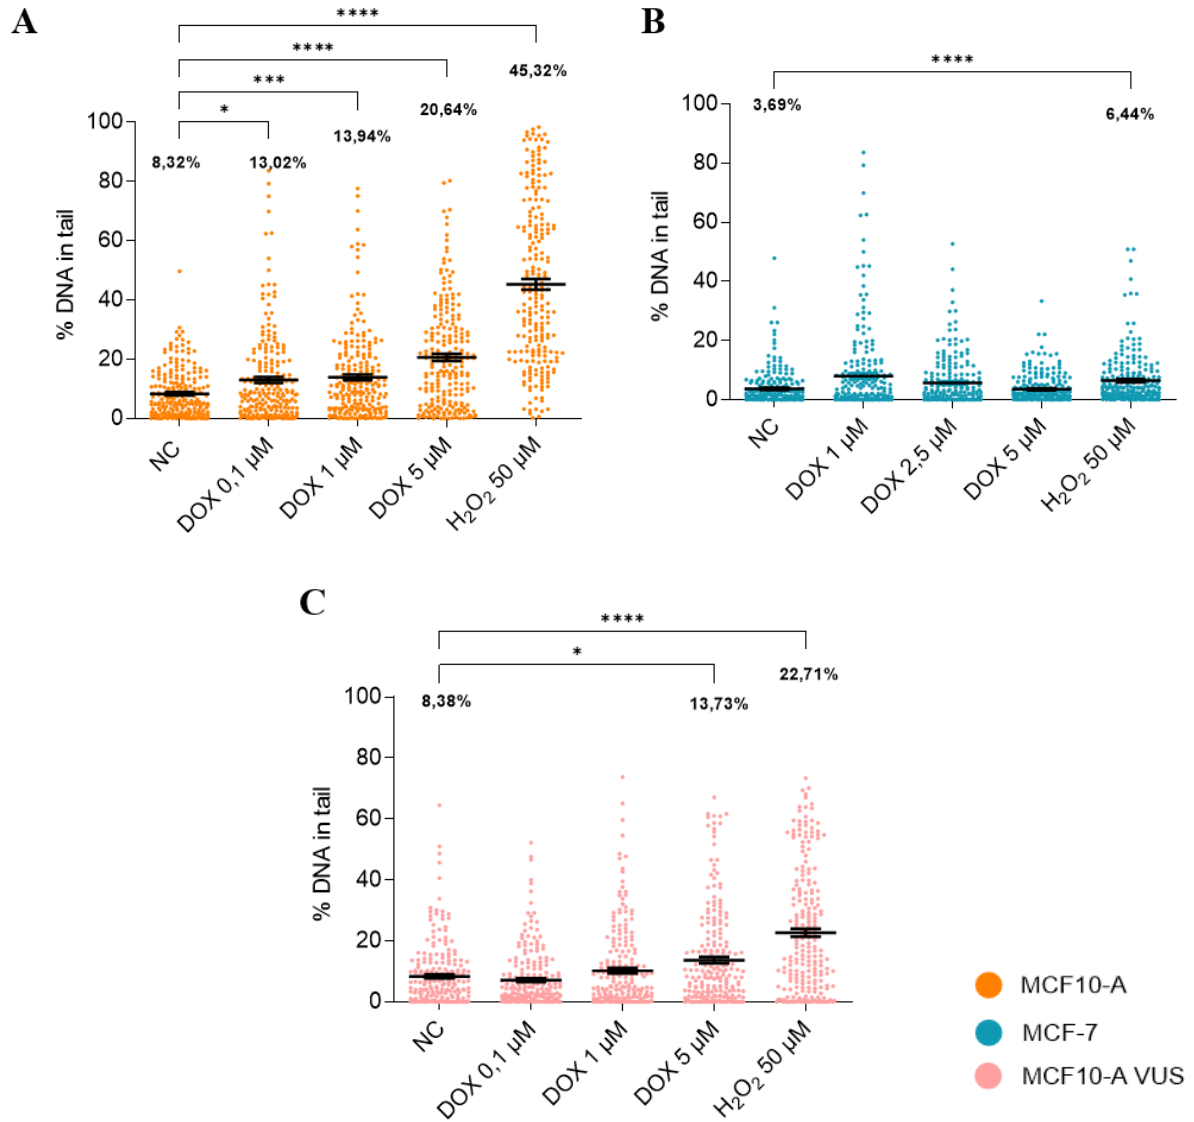 A
****
****
***
*
8,32%
13,02%
13,94%
20,64%
45,32%
% DNA in tail
100
80
60
40
20
0
NC
DOX 0,1 µM
DOX 1 µM
DOX 5 µM
H₂O₂ 50 µM
B
****
3,69%
6,44%
% DNA in tail
100
80
60
40
20
0
NC
DOX 1 µM
DOX 2,5 µM
DOX 5 µM
H₂O₂ 50 µM
C
****
*
8,38%
13,73%
22,71%
% DNA in tail
100
80
60
40
20
0
NC
DOX 0,1 µM
DOX 1 µM
DOX 5 µM
H₂O₂ 50 µM
MCF10-A
MCF-7
MCF10-A VUS